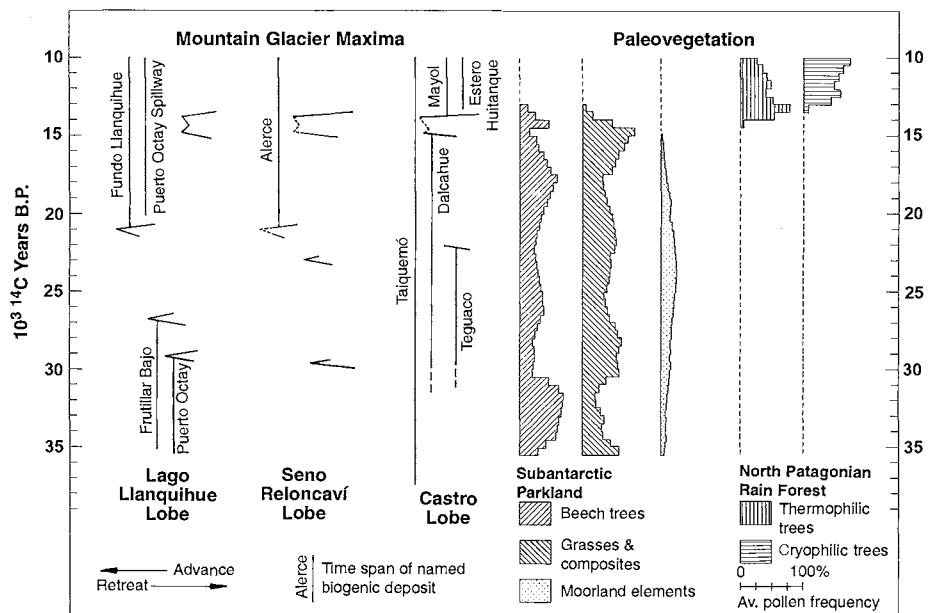 Mountain Glacier Maxima
Paleovegetation
10
15
20
25
30
35
10³ ¹⁴C Years B.P.
Fundo Llanquihue
Puerto Octay Spillway
Frutillar Bajo
Puerto Octay
Alerce
Taiquemó
Dalcahue
Mayol
Estero
Huitanque
Teguaco
10
15
20
25
30
35
Lago
Llanquihue
Lobe
Seno
Reloncaví
Lobe
Castro
Lobe
Subantarctic
Parkland
Beech trees
Grasses &
composites
Moorland elements
North Patagonian
Rain Forest
Thermophilic
trees
Cryophilic trees
0 100%
Av. pollen frequency
Advance
Retreat
Alerce
Time span of named
biogenic deposit